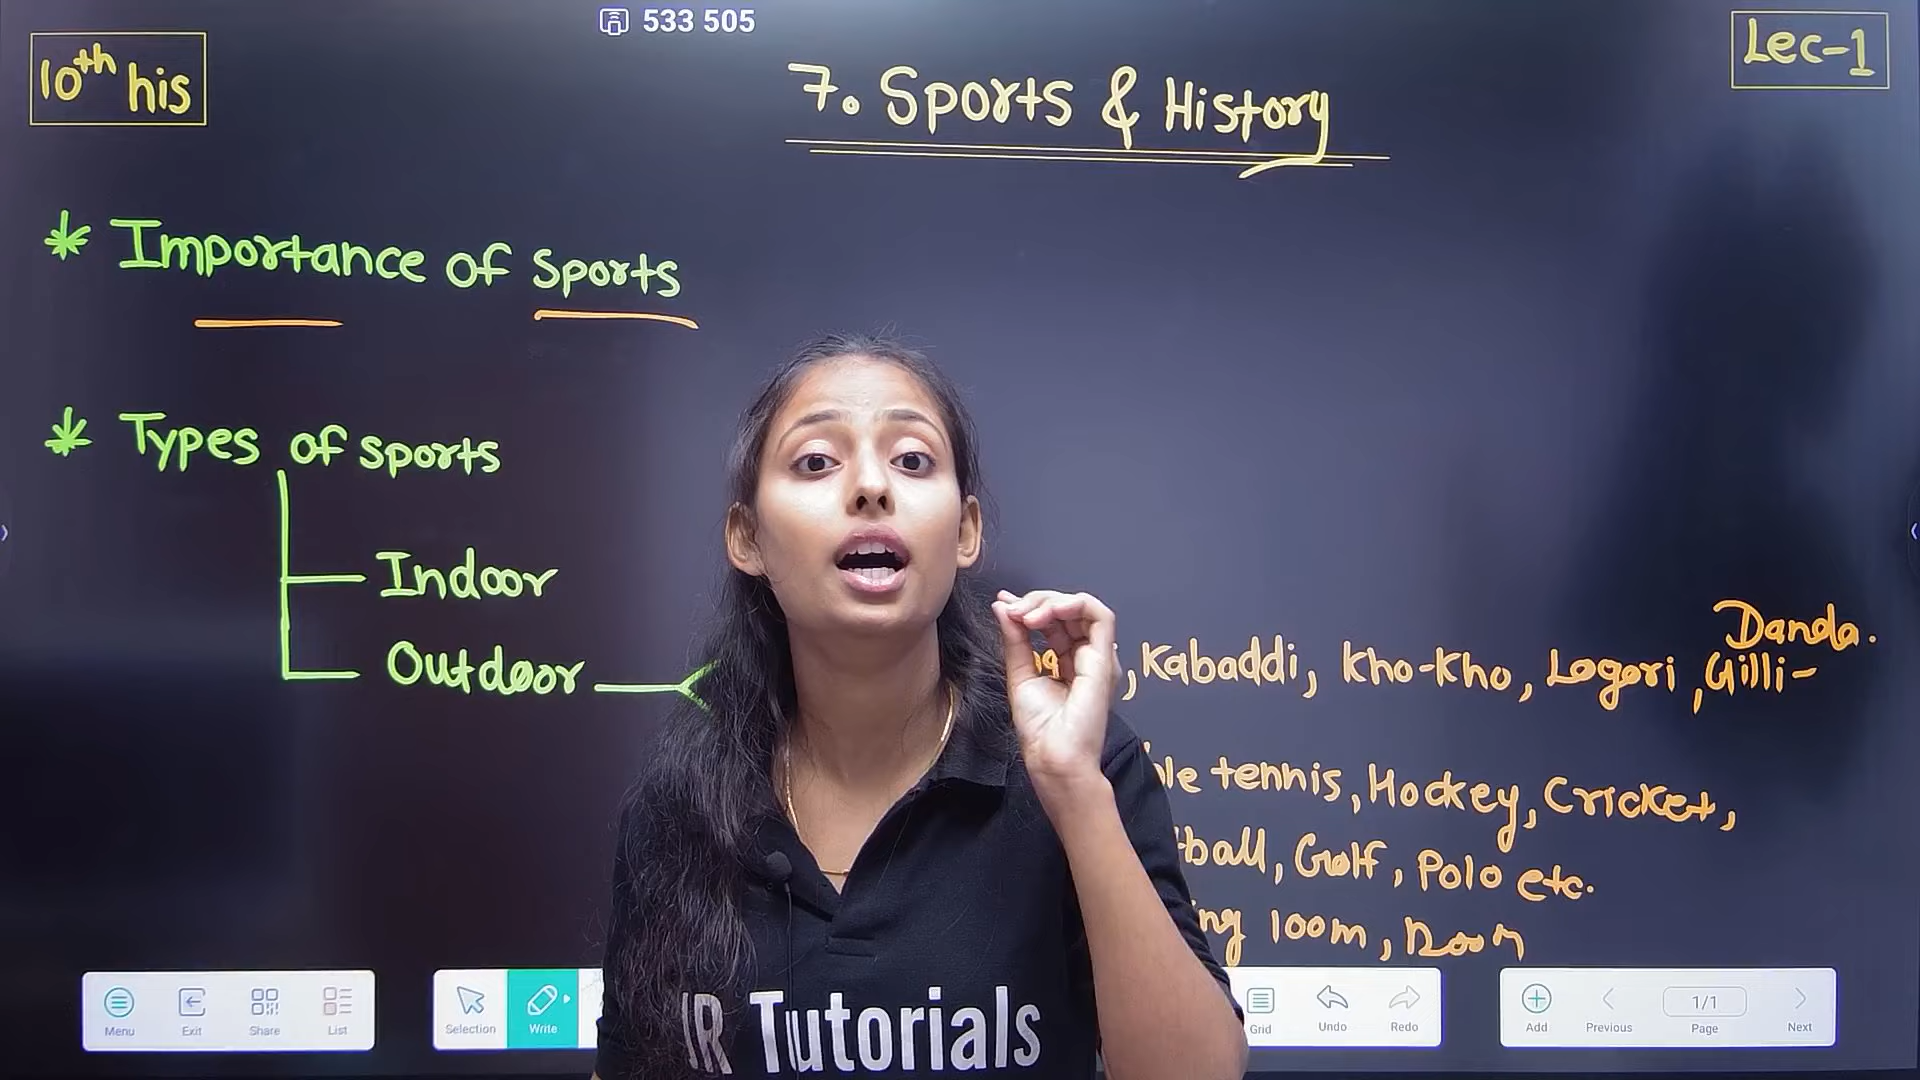 533 505
10th his
7. Sports & History
Lec-1
* Importance of Sports
* Types of sports
Indoor
Outdoor
Danda.
, Kabaddi, Kho-Kho, Logori, Gilli-
tennis, Hockey, Cricket,
ball, Golf, Polo etc.
100m,
Menu
Exit
Share
List
Selection
Write
Grid
Undo
Redo
Add
Previous
1/1
Page
Next
IR Tutorials